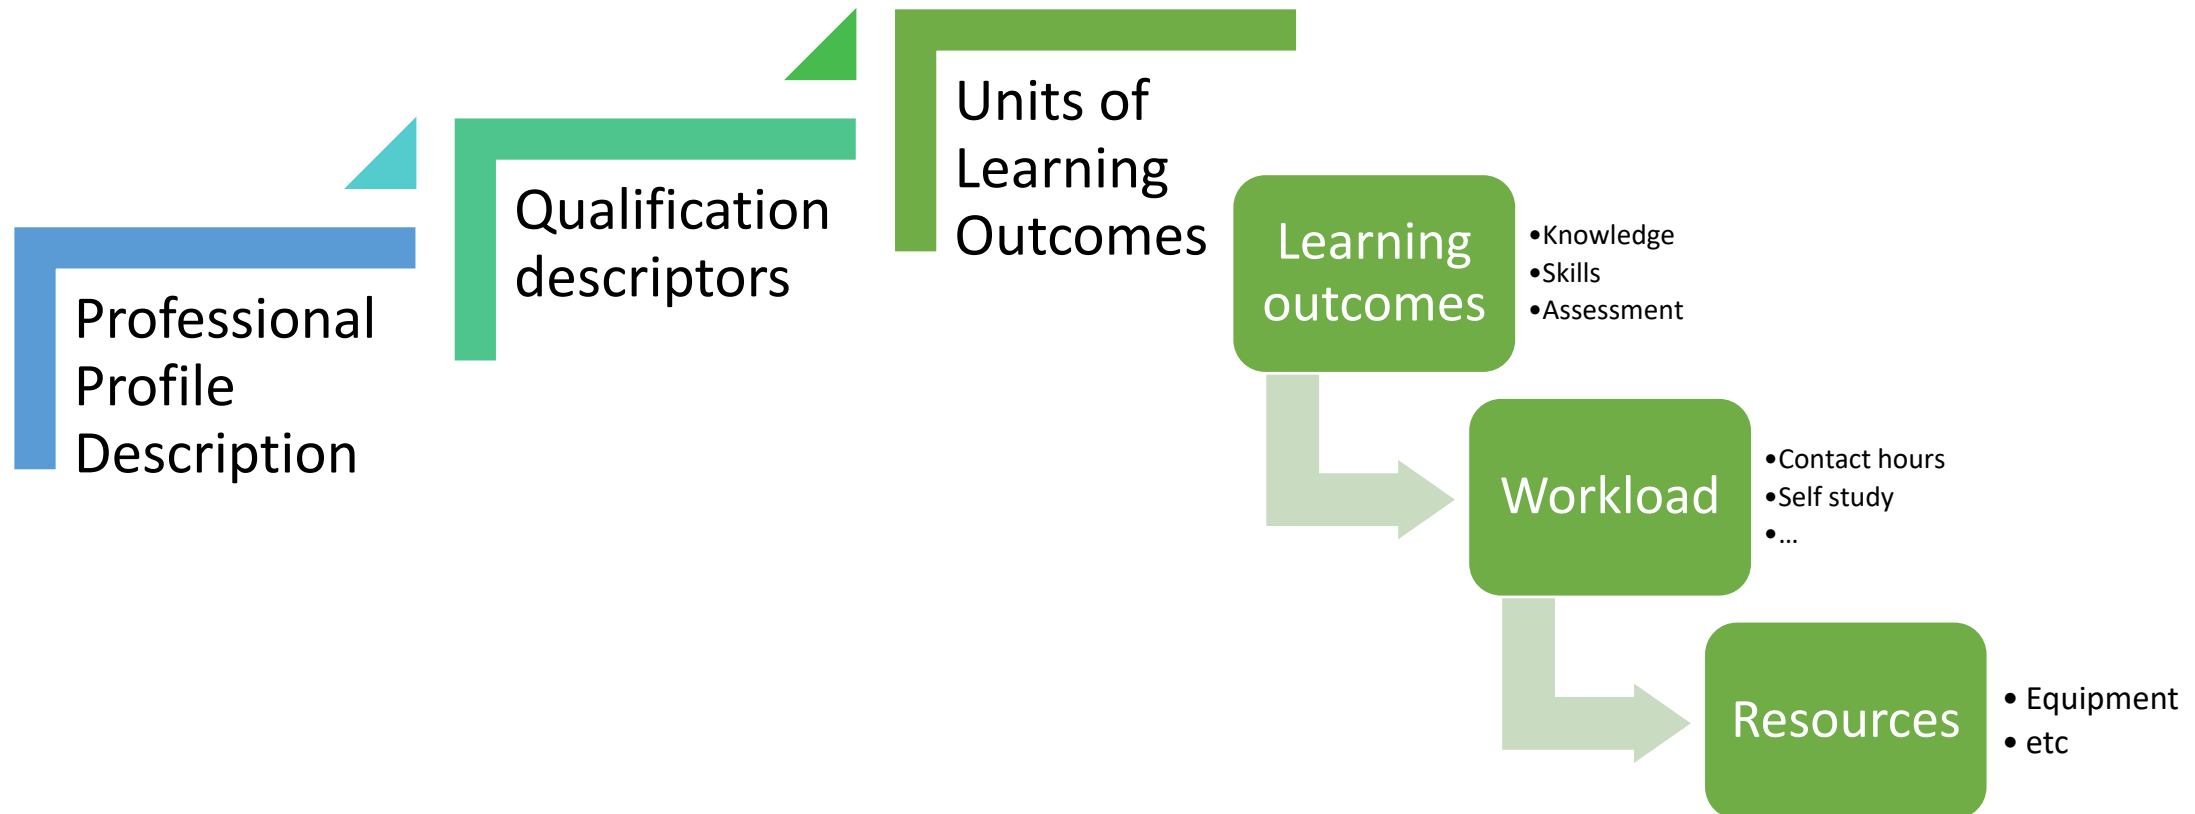 Professional
Profile
Description
Qualification
descriptors
Units of
Learning
Outcomes
Learning
outcomes
•Knowledge
•Skills
•Assessment
Workload
•Contact hours
•Self study
•...
Resources
• Equipment
• etc